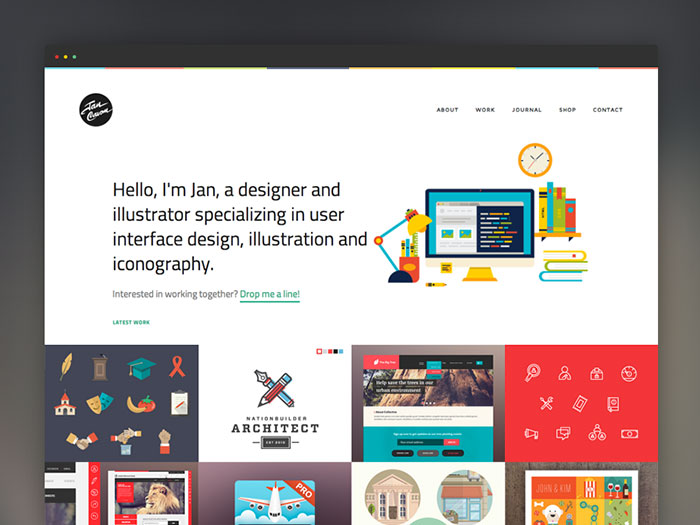 Jan
ABOUT WORK JOURNAL SHOP CONTACT
Hello, I'm Jan, a designer and
illustrator specializing in user
interface design, illustration and
iconography.
Interested in working together? Drop me a line!
LATEST WORK
NATIONBUILDER
ARCHITECT
EST 2012
Help save the trees in our
urban environment
PRO
JOHN & KIM